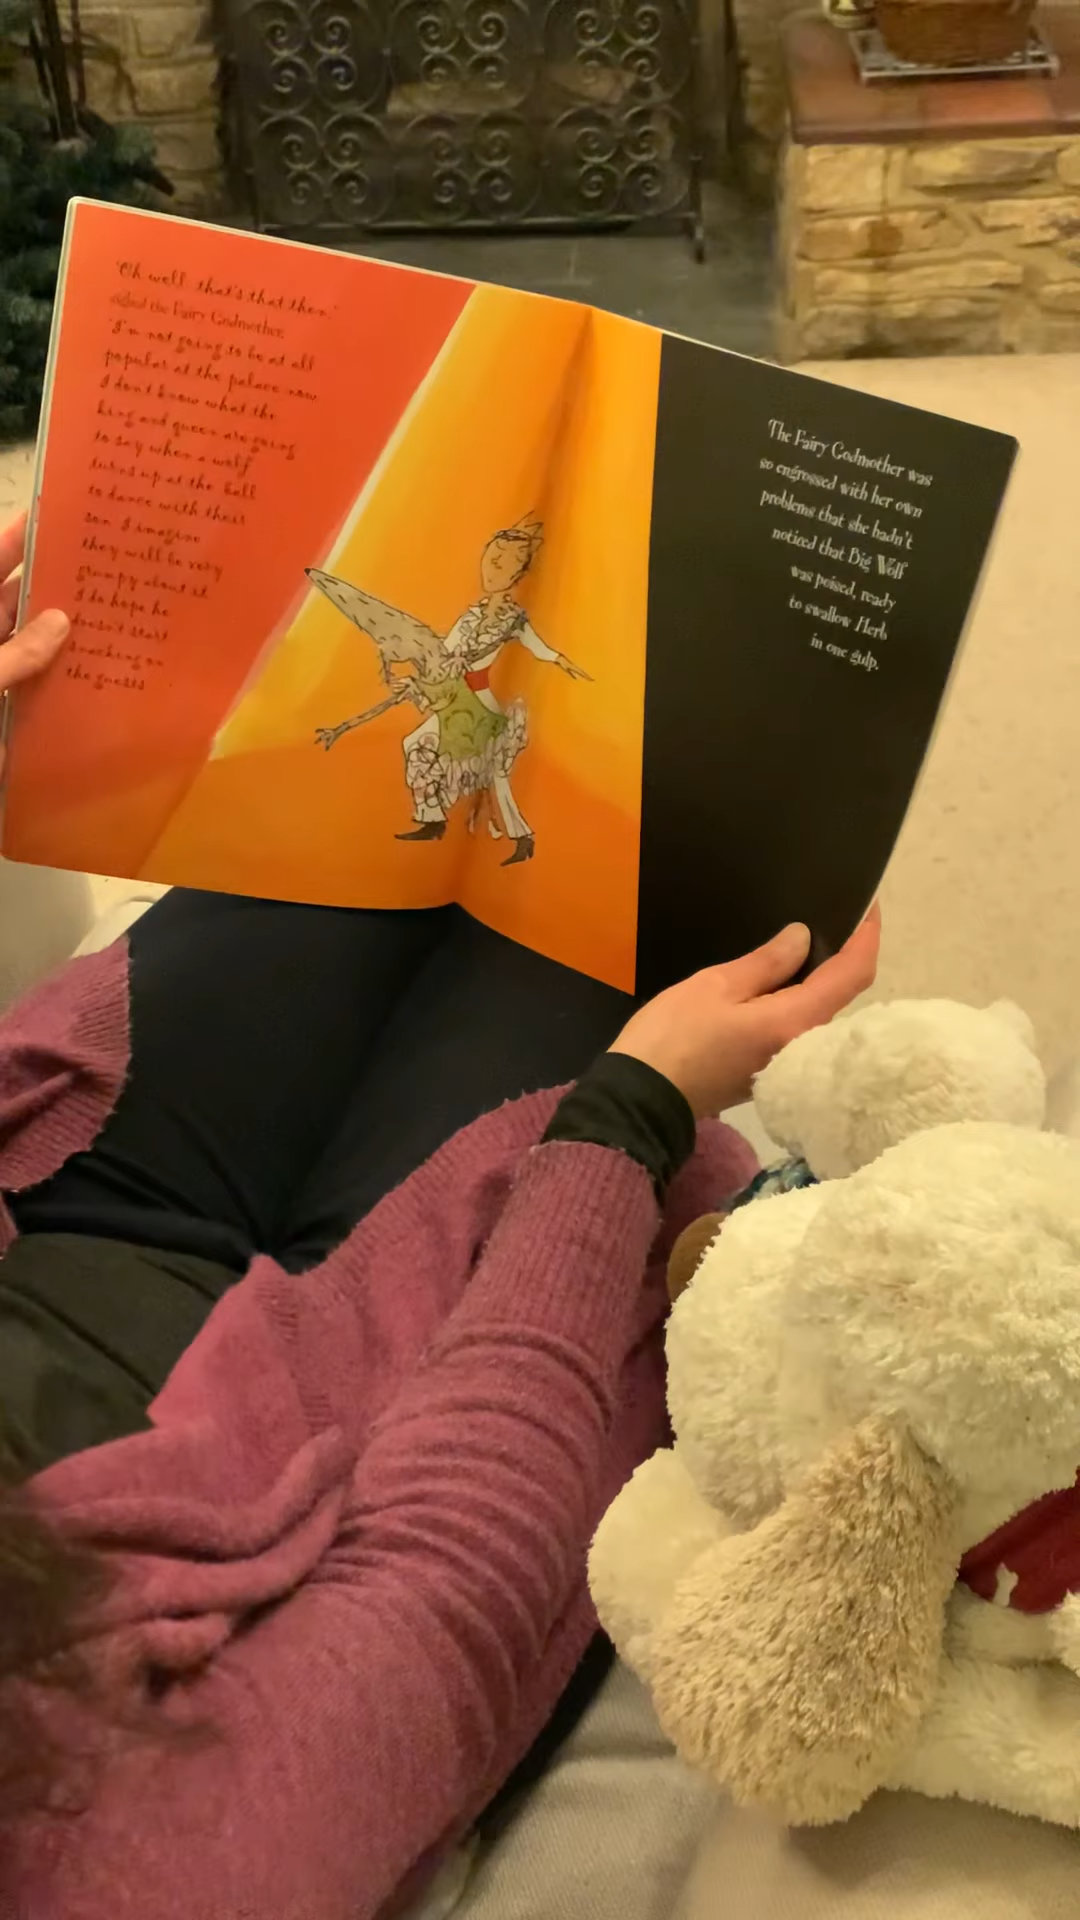 'Oh well, that's that then,'
sighed the Fairy Godmother.
'I'm not going to be at all
popular at the palace now.
I don't know what the
king and queen are going
to say when a wolf
turns up at the ball
to dance with their
son. I imagine
they will be very
grumpy about it.
I do hope he
doesn't start
snacking on
the guests
The Fairy Godmother was
so engrossed with her own
problems that she hadn't
noticed that Big Wolf
was poised, ready
to swallow Herb
in one gulp.